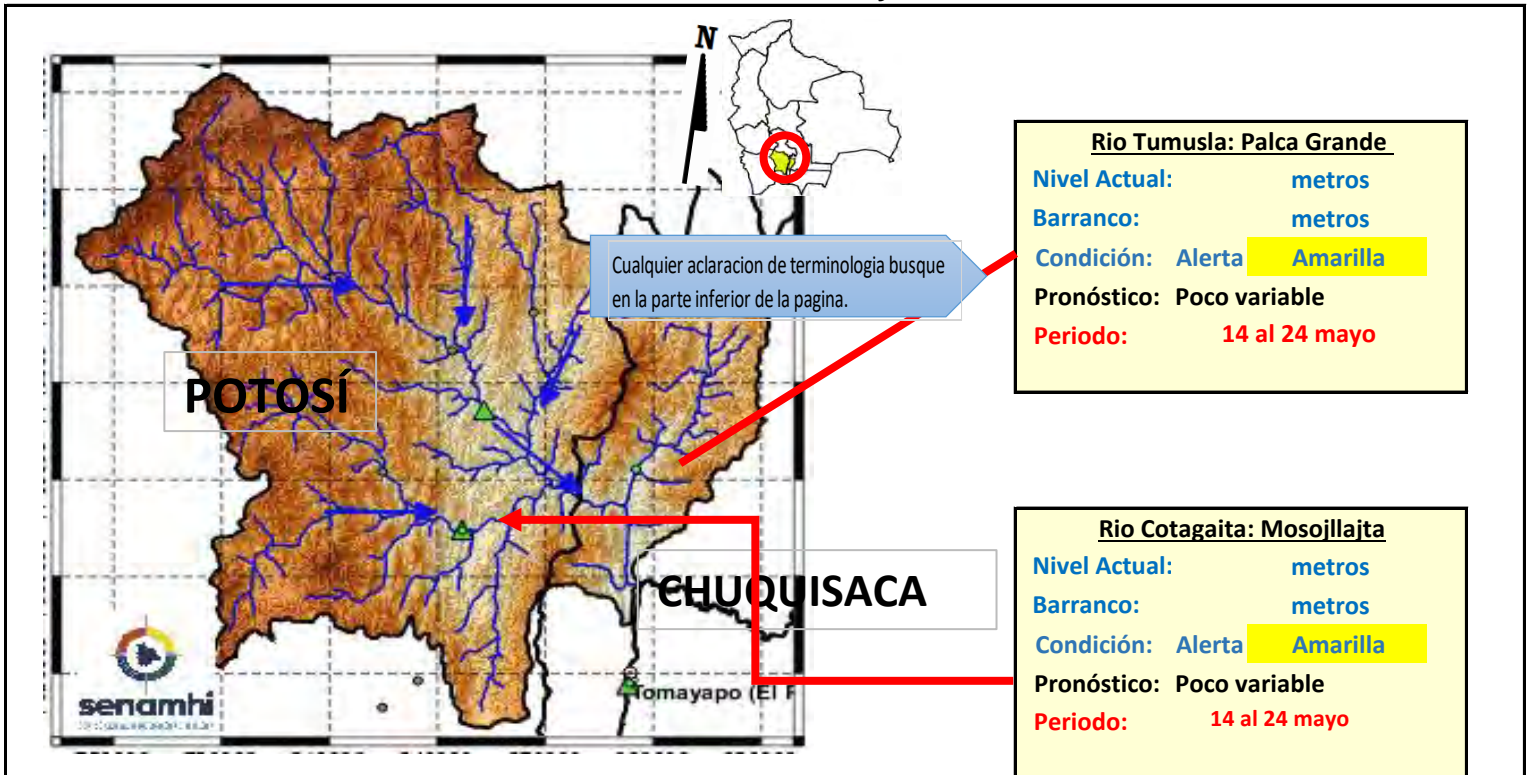 N
Cualquier aclaracion de terminologia busque
en la parte inferior de la pagina.
POTOSÍ
CHUQUISACA
Tomayapo (El
senamhi
Rio Tumusla: Palca Grande
Nivel Actual: metros
Barranco: metros
Condición: Alerta Amarilla
Pronóstico: Poco variable
Periodo: 14 al 24 mayo
Rio Cotagaita: Mosojllajta
Nivel Actual: metros
Barranco: metros
Condición: Alerta Amarilla
Pronóstico: Poco variable
Periodo: 14 al 24 mayo